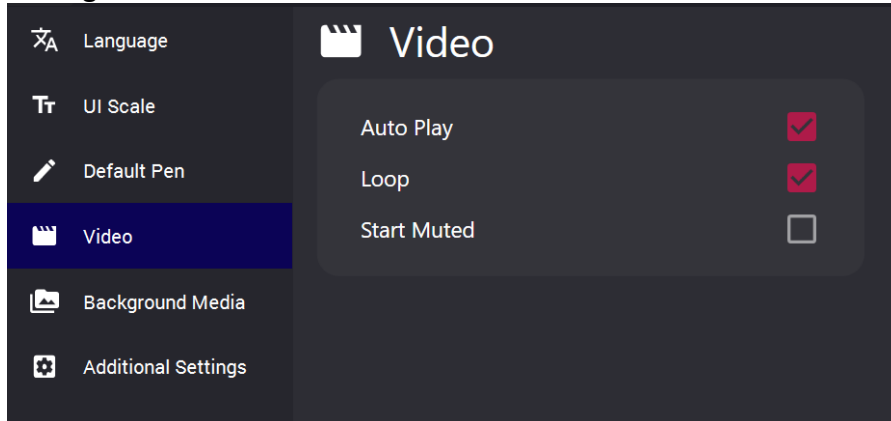 Language
UI Scale
Default Pen
Video
Background Media
Additional Settings
Video
Auto Play
Loop
Start Muted